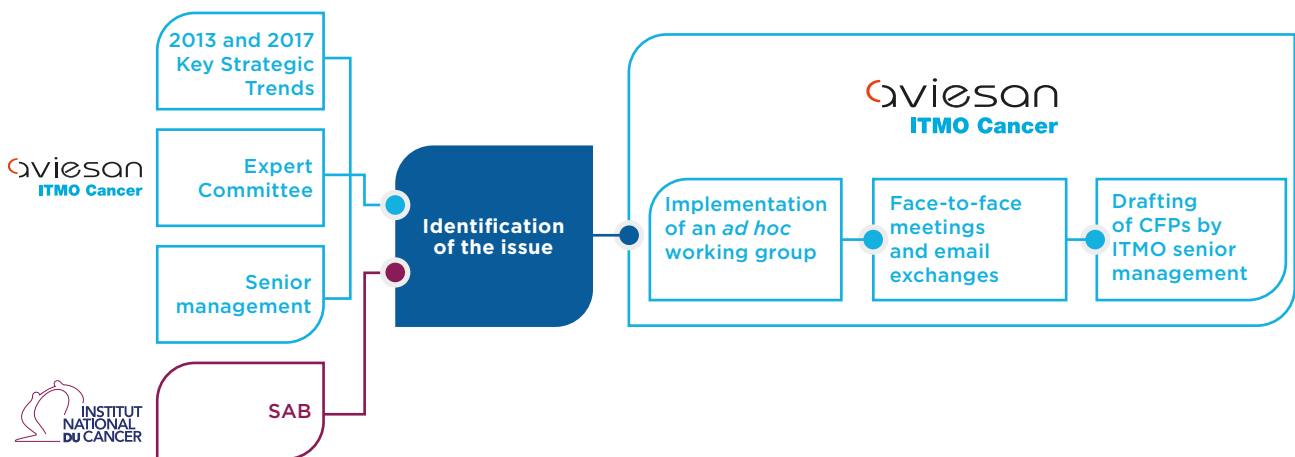 2013 and 2017
Key Strategic
Trends
aviesan
ITMO Cancer
Expert
Committee
Senior
management
INSTITUT
NATIONAL
DU CANCER
SAB
Identification
of the issue
aviesan
ITMO Cancer
Implementation
of an ad hoc
working group
Face-to-face
meetings
and email
exchanges
Drafting
of CFPs by
ITMO senior
management